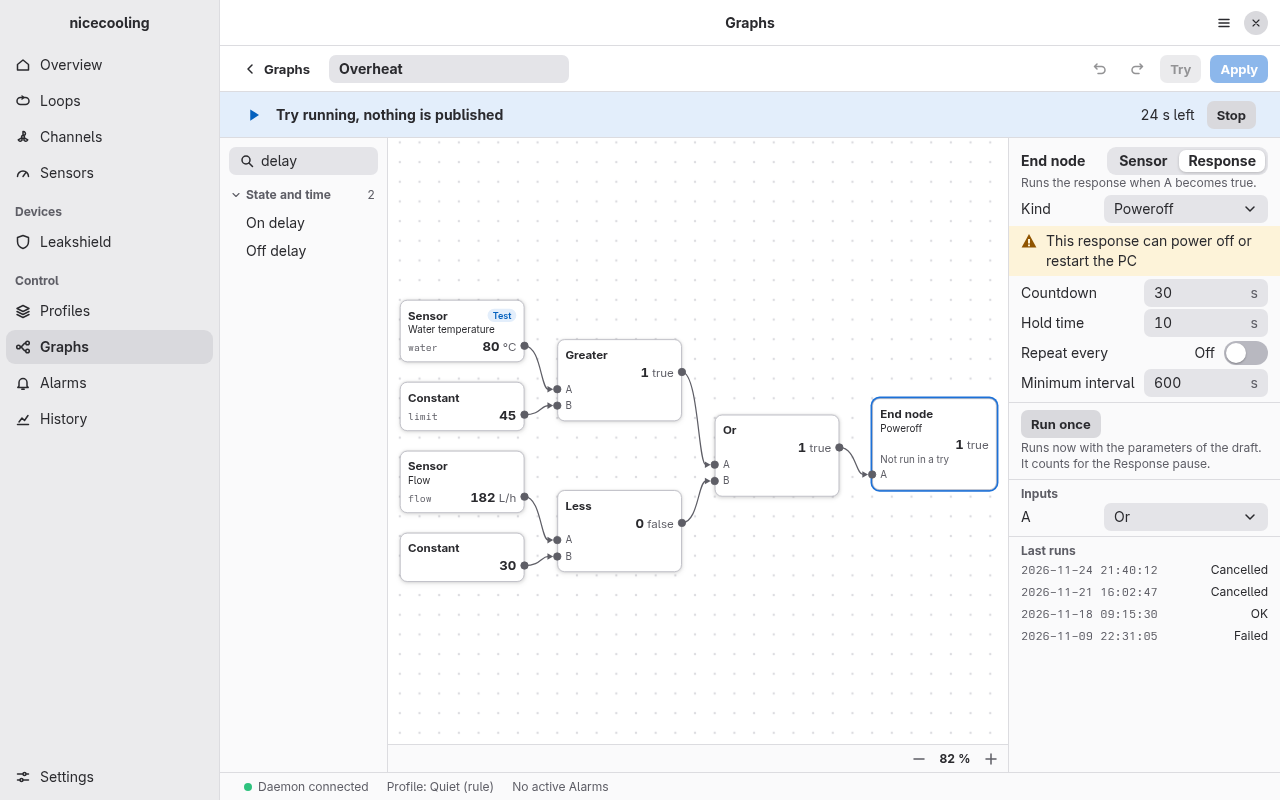 nicecooling
Graphs
Overview
Loops
Channels
Sensors
Devices
Leakshield
Control
Profiles
Graphs
Alarms
History
Settings
Graphs
Overheat
Try
Apply
Try running, nothing is published
24 s left
Stop
delay
State and time 2
On delay
Off delay
Sensor Test
Water temperature
water 80 °C
Constant
limit 45
Sensor
Flow
flow 182 L/h
Constant
30
Greater
1 true
A
B
Less
0 false
A
B
Or
1 true
A
B
End node
Poweroff
1 true
Not run in a try
A
82 %
End node Sensor Response
Runs the response when A becomes true.
Kind Poweroff
This response can power off or
restart the PC
Countdown 30 s
Hold time 10 s
Repeat every Off
Minimum interval 600 s
Run once
Runs now with the parameters of the draft.
It counts for the Response pause.
Inputs
A Or
Last runs
2026-11-24 21:40:12 Cancelled
2026-11-21 16:02:47 Cancelled
2026-11-18 09:15:30 OK
2026-11-09 22:31:05 Failed
Daemon connected Profile: Quiet (rule) No active Alarms